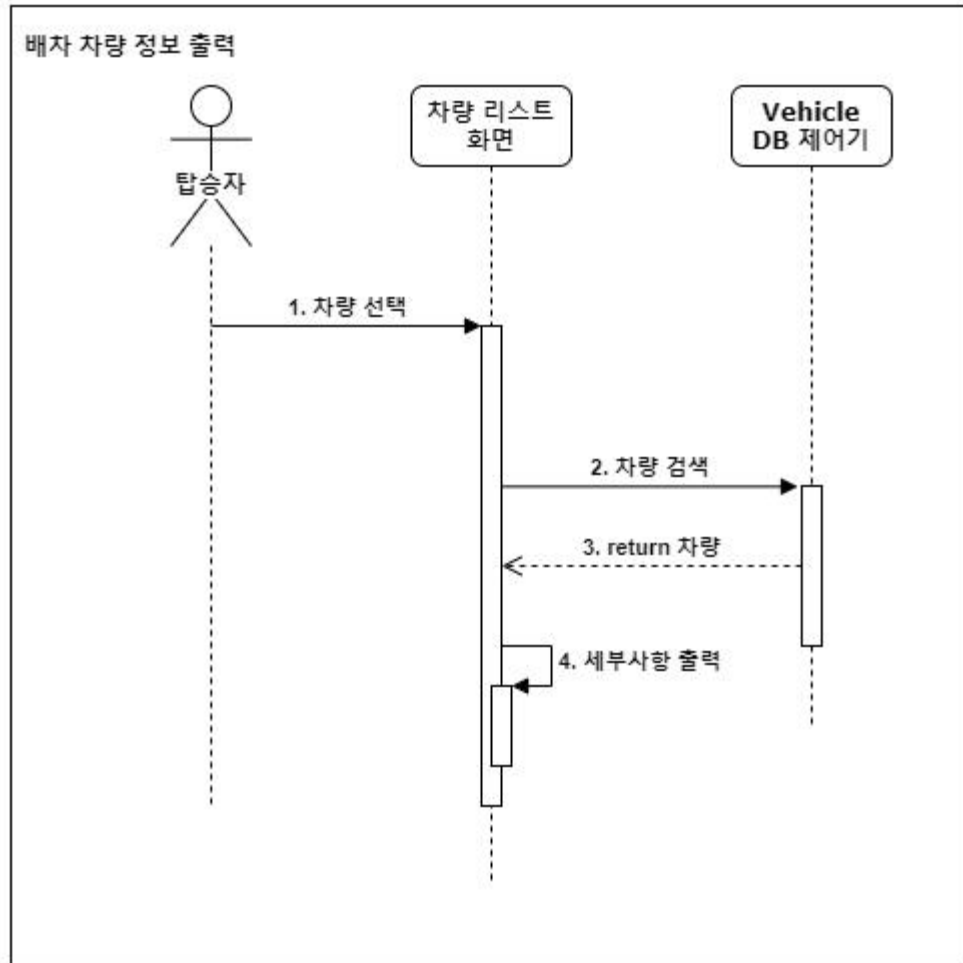 배차 차량 정보 출력
탑승자
차량 리스트
화면
Vehicle
DB 제어기
1. 차량 선택
2. 차량 검색
3. return 차량
4. 세부사항 출력